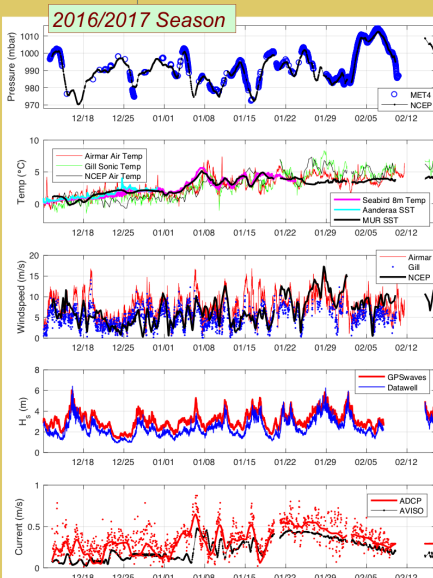 2016/2017 Season
Pressure (mbar)
1010
1000
990
980
970
MET4
NCEP
12/18 12/25 01/01 01/08 01/15 01/22 01/29 02/05 02/12
Temp (°C)
10
5
0
Airmar Air Temp
Gill Sonic Temp
NCEP Air Temp
Seabird 8m Temp
Aanderaa SST
MUR SST
12/18 12/25 01/01 01/08 01/15 01/22 01/29 02/05 02/12
Windspeed (m/s)
20
15
10
5
0
Airmar
Gill
NCEP
12/18 12/25 01/01 01/08 01/15 01/22 01/29 02/05 02/12
Hs (m)
8
6
4
2
0
GPSwaves
Datawell
12/18 12/25 01/01 01/08 01/15 01/22 01/29 02/05 02/12
Current (m/s)
1
0.5
0
ADCP
AVISO